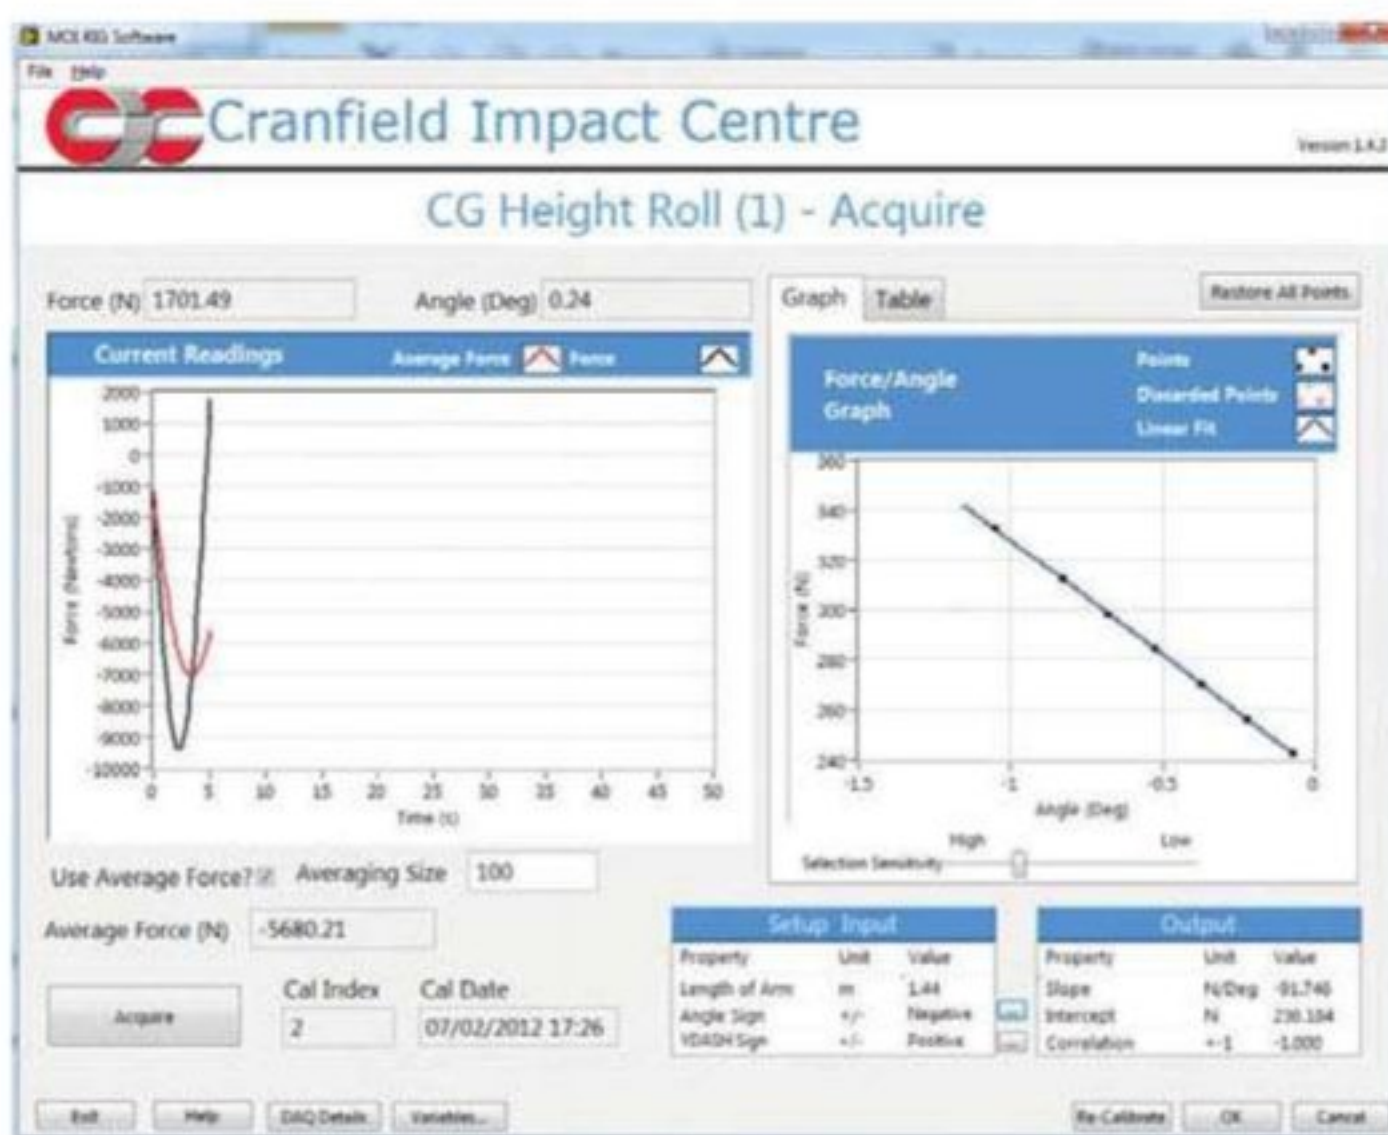 MCE RIG Software
File Help
Cranfield Impact Centre
Version 1.4.2
CG Height Roll (1) - Acquire
Force (N) 1701.49 Angle (Deg) 0.24
Current Readings Average Force Force
2000
1000
0
-1000
-2000
-3000
-4000
-5000
-6000
-7000
-8000
-9000
-10000
Force (Newtons)
0 5 10 15 20 25 30 35 40 45 50
Time (s)
Use Average Force? Averaging Size 100
Average Force (N) -5680.21
Acquire
Cal Index Cal Date
2 07/02/2012 17:26
Graph Table Restore All Points
Force/Angle Graph
Points
Discarded Points
Linear Fit
360
340
320
300
280
260
240
Force (N)
-1.5 -1 -0.5 0
Angle (Deg)
High Low
Selection Sensitivity
Setup Input
Property Unit Value
Length of Arm m 1.44
Angle Sign +/- Negative
YDASH Sign +/- Positive
Output
Property Unit Value
Slope N/Deg -91.746
Intercept N
Correlation +-1 -1.000
Exit Help DAQ Details Variables... Re-Calibrate OK Cancel